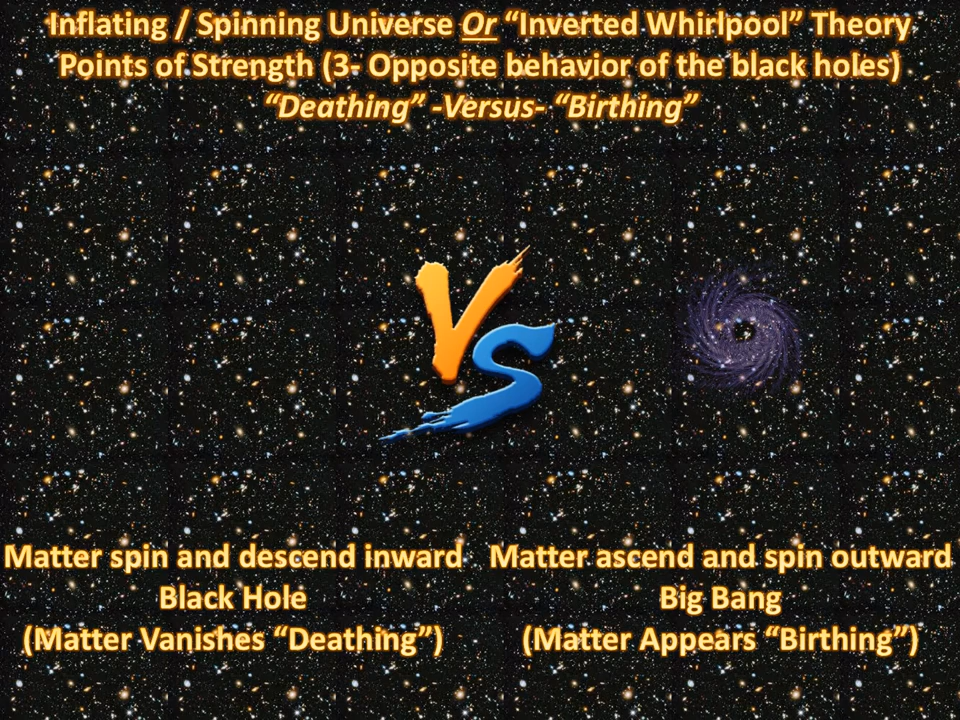 Inflating / Spinning Universe Or “Inverted Whirlpool” Theory
Points of Strength (3- Opposite behavior of the black holes)
“Deathing” -Versus- “Birthing”
VS
Matter spin and descend inward
Black Hole
(Matter Vanishes “Deathing”)
Matter ascend and spin outward
Big Bang
(Matter Appears “Birthing”)